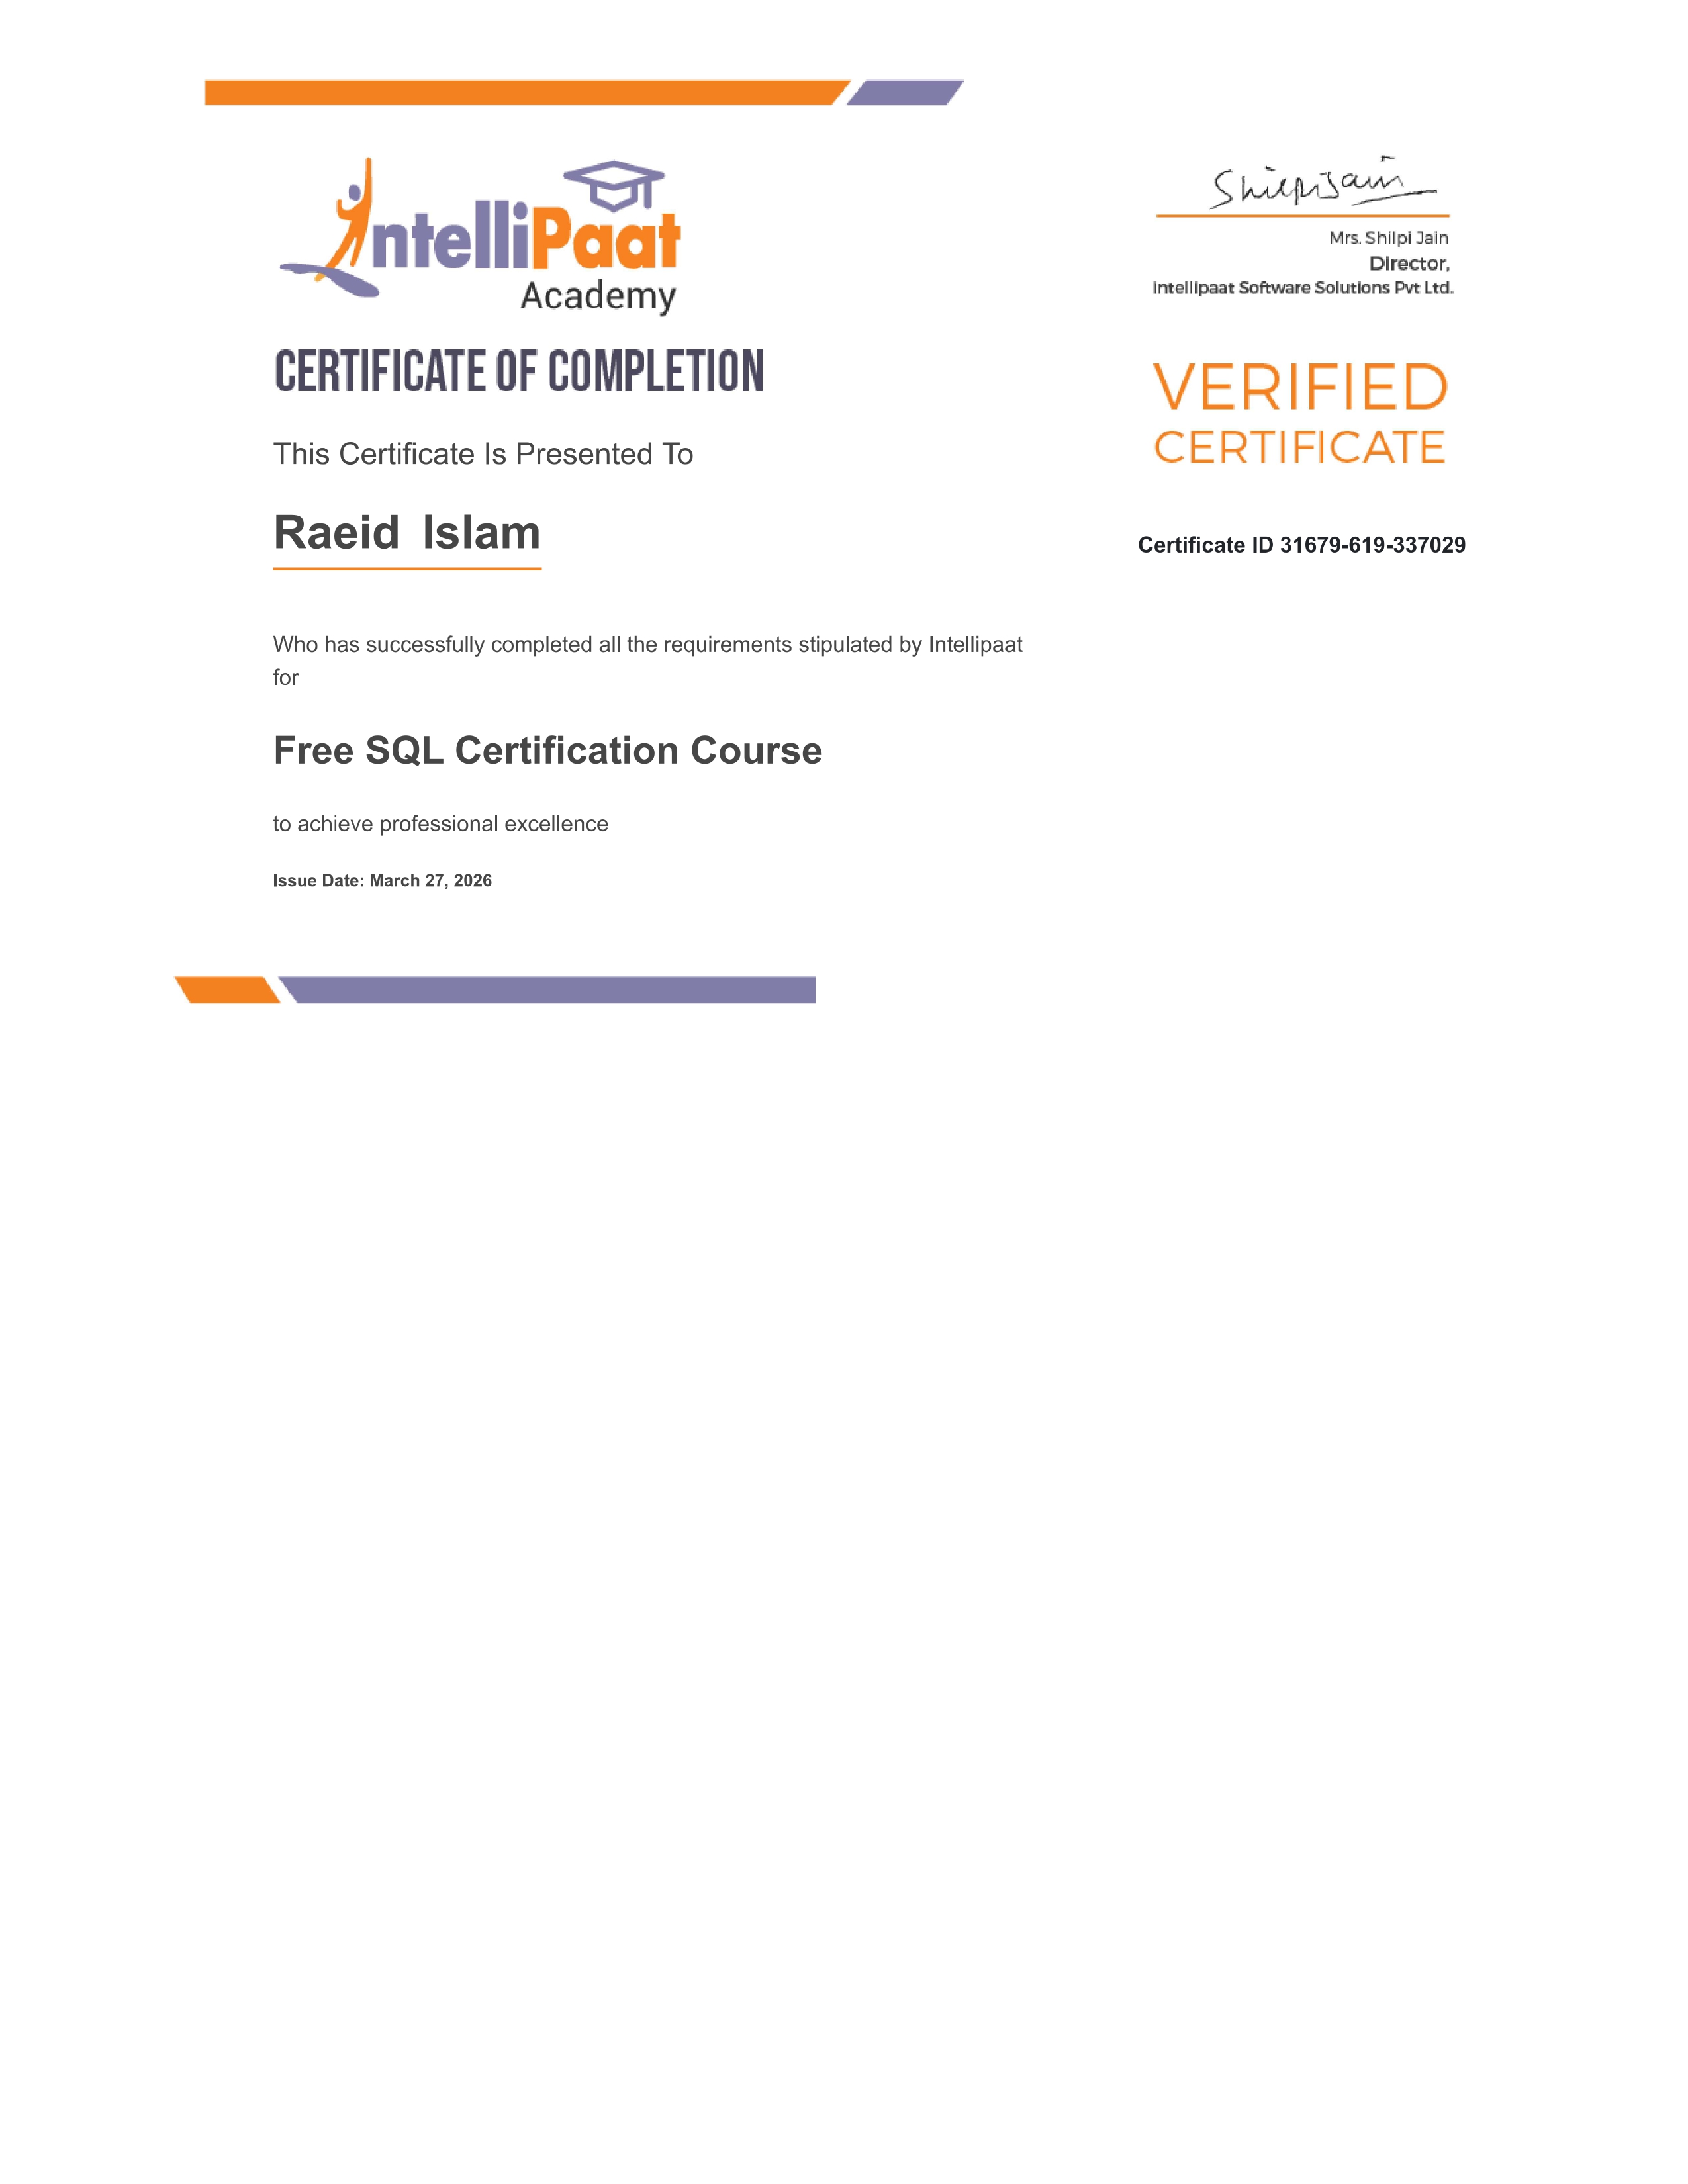 IntelliPaat
Academy
CERTIFICATE OF COMPLETION
This Certificate Is Presented To
Raeid Islam
Who has successfully completed all the requirements stipulated by Intellipaat
for
Free SQL Certification Course
to achieve professional excellence
Issue Date: March 27, 2026
Shilpi Jain
Mrs. Shilpi Jain
Director,
Intellipaat Software Solutions Pvt Ltd.
VERIFIED
CERTIFICATE
Certificate ID 31679-619-337029